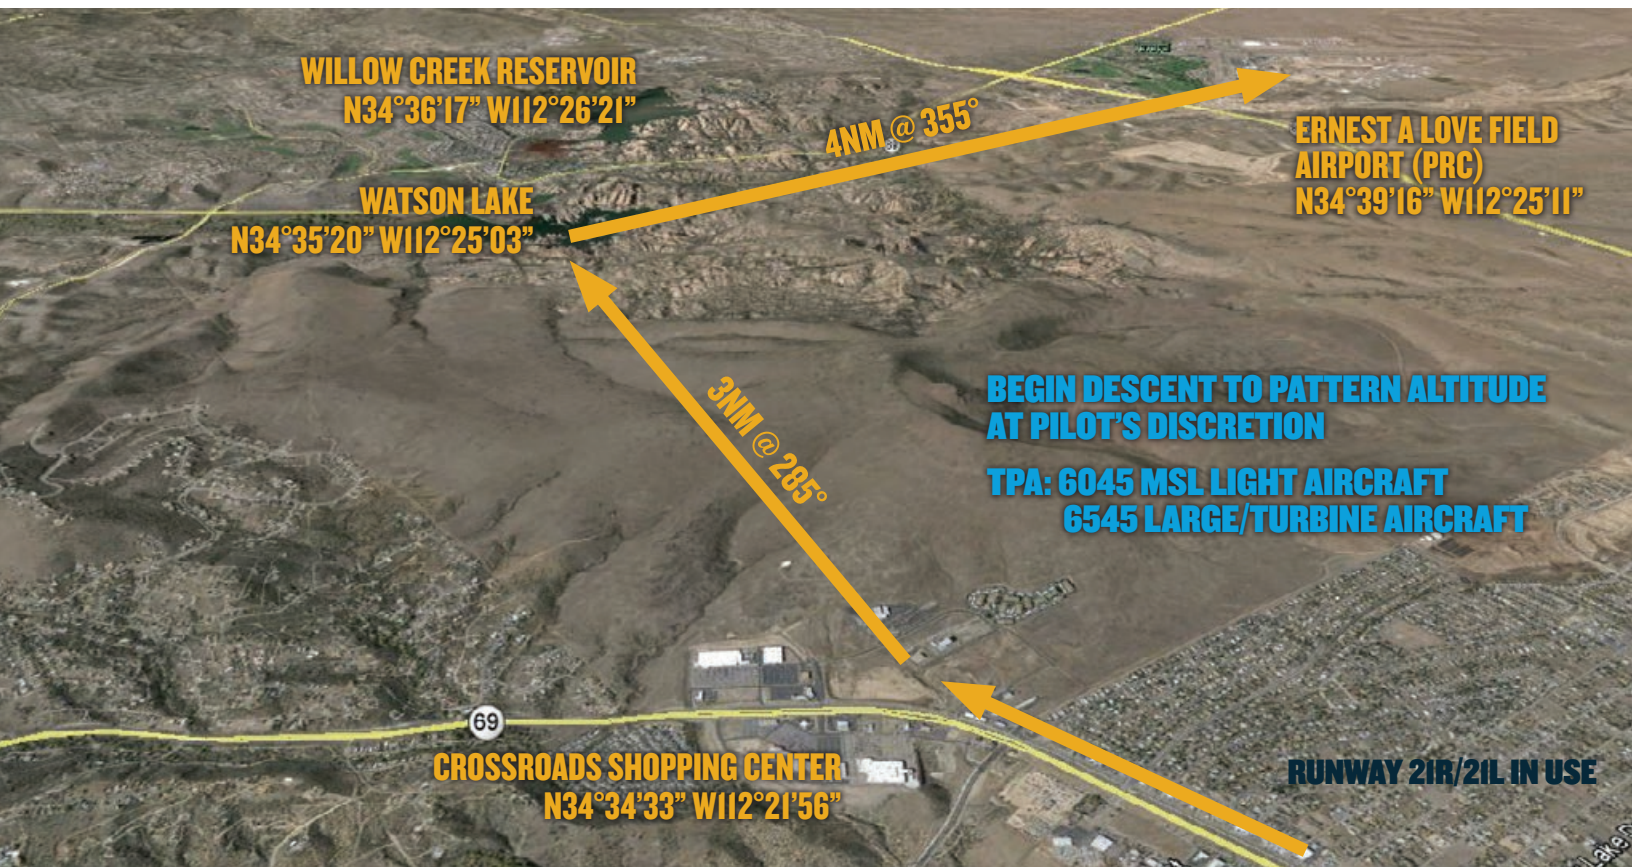 WILLOW CREEK RESERVOIR
N34°36’17” W112°26’21”
4NM @ 355°
ERNEST A LOVE FIELD
AIRPORT (PRC)
N34°39’16” W112°25’11”
WATSON LAKE
N34°35’20” W112°25’03”
3NM @ 285°
BEGIN DESCENT TO PATTERN ALTITUDE
AT PILOT’S DISCRETION
TPA: 6045 MSL LIGHT AIRCRAFT
6545 LARGE/TURBINE AIRCRAFT
69
CROSSROADS SHOPPING CENTER
N34°34’33” W112°21’56”
RUNWAY 21R/21L IN USE